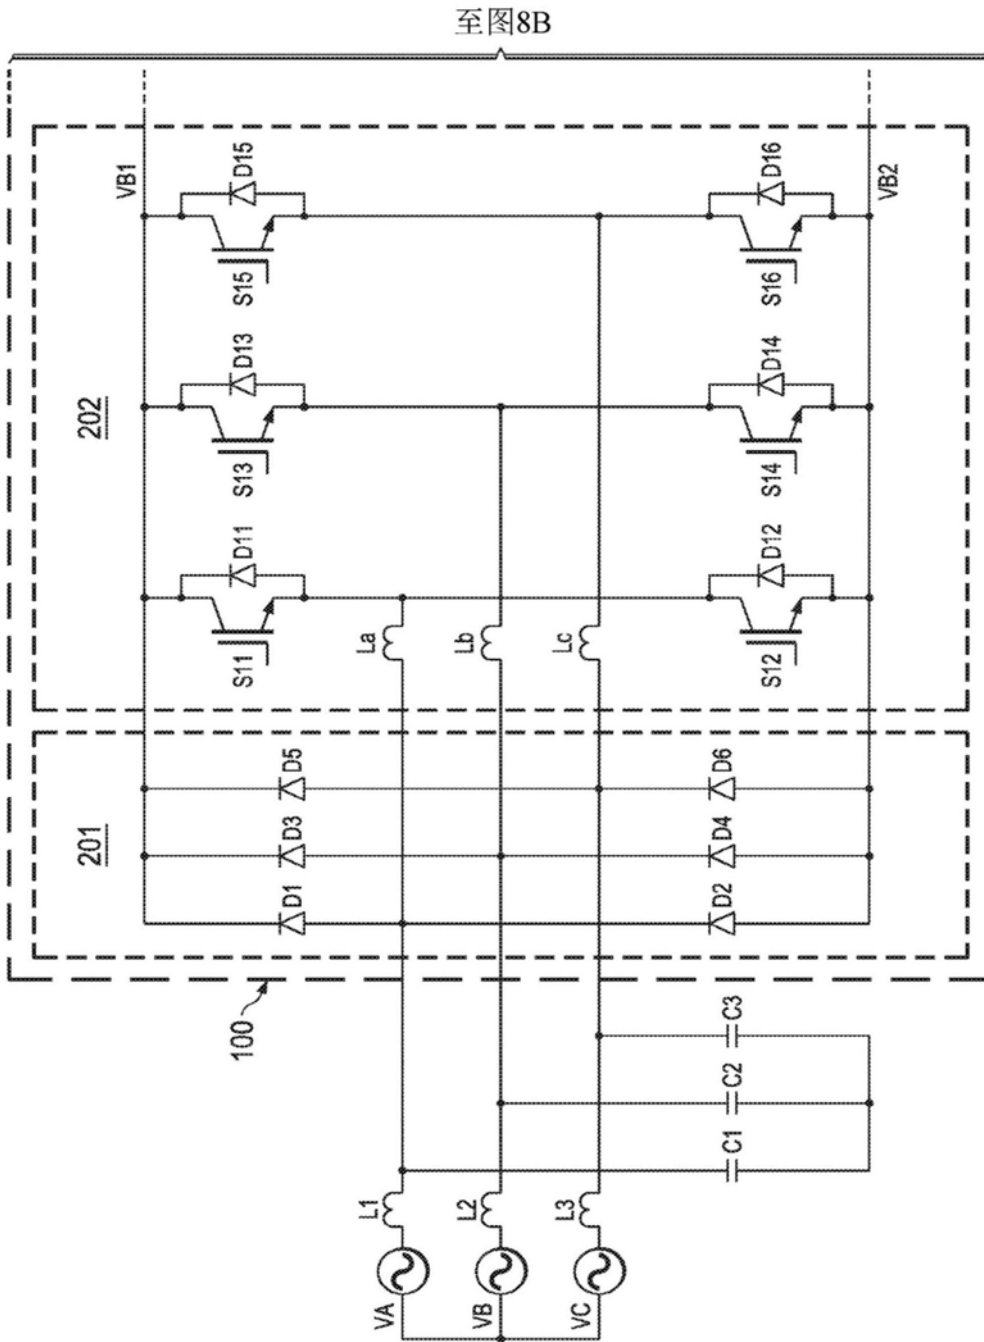 至图8B
VB1
D15
S15
D16
S16
VB2
202
D13
S13
D14
S14
D11
S11
La
Lb
Lc
D12
S12
201
D5
D3
D1
D6
D4
D2
100
C3
C2
C1
L1
L2
L3
VA
VB
VC